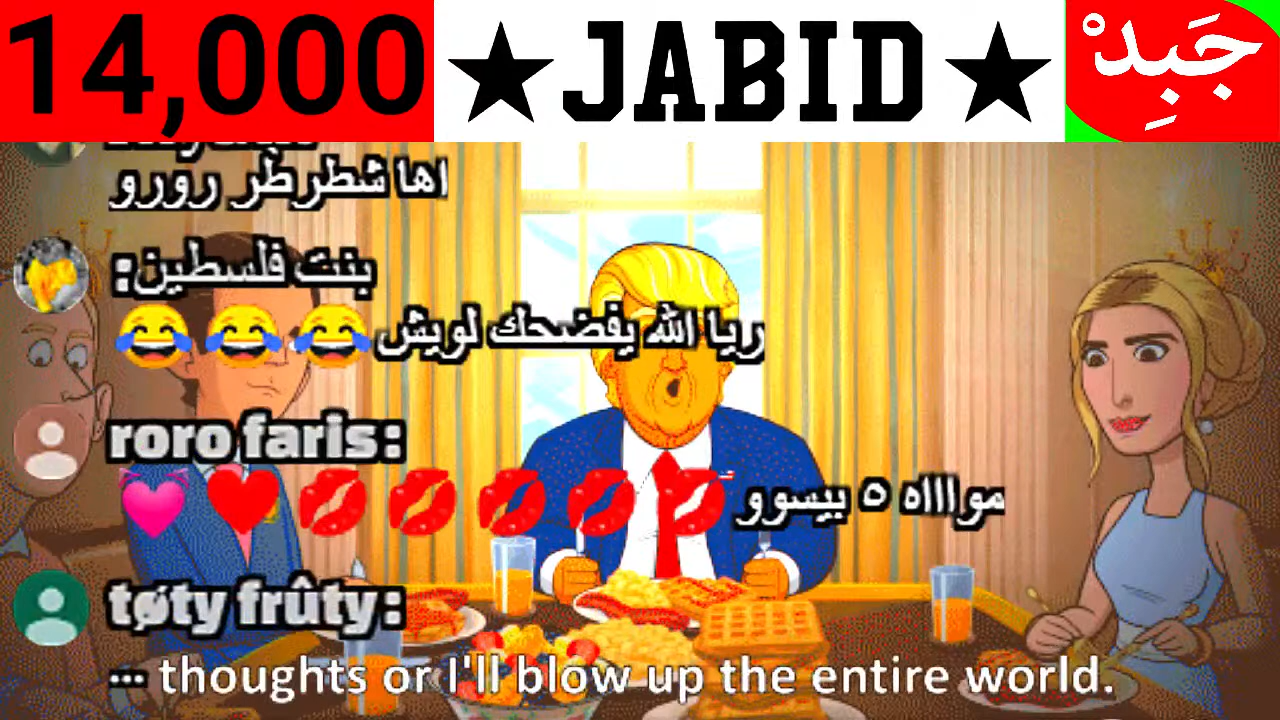 14,000
★JABID★
جَبِدْ
اها شطرطر رورو
بنت فلسطين:
ريا الله يفضحك لويش😂😂😂
roro faris:
مواااه ٥ بيسوو💋💋💋💋💋❤️💓
tøty frûty:
... thoughts or I'll blow up the entire world.